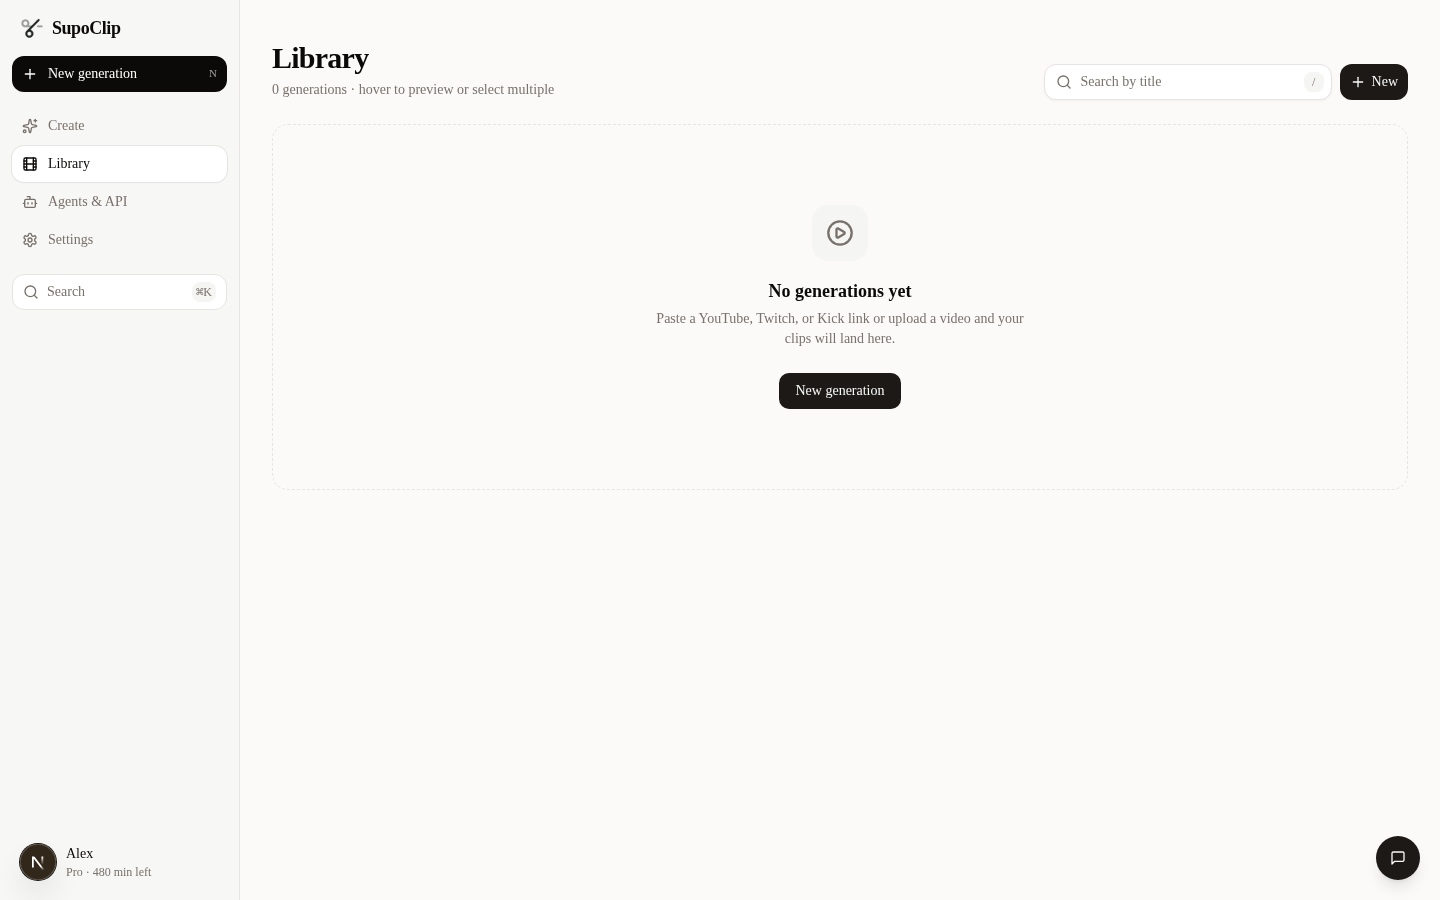 SupoClip
New generation N
Create
Library
Agents & API
Settings
Search ⌘K
Alex
Pro · 480 min left
Library
0 generations · hover to preview or select multiple
Search by title /
New
No generations yet
Paste a YouTube, Twitch, or Kick link or upload a video and your
clips will land here.
New generation